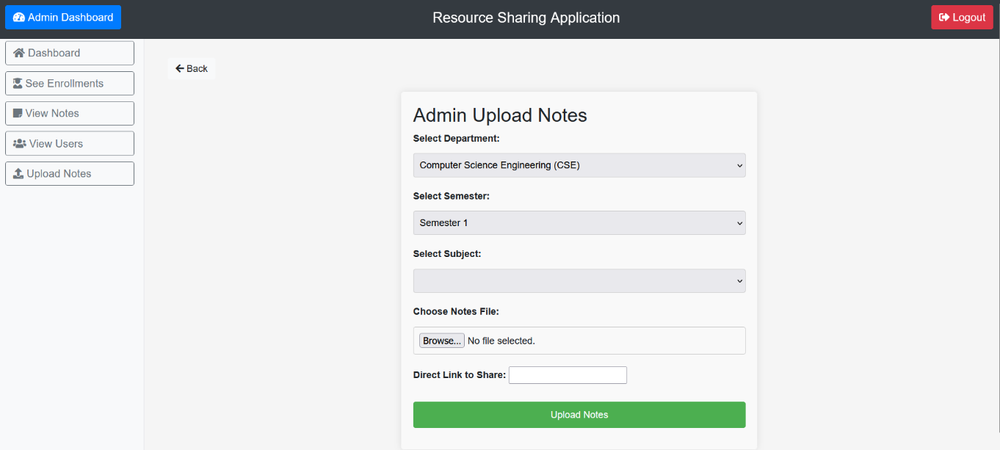 Admin Dashboard
Resource Sharing Application
Logout
Dashboard
See Enrollments
View Notes
View Users
Upload Notes
Back
Admin Upload Notes
Select Department:
Computer Science Engineering (CSE)
Select Semester:
Semester 1
Select Subject:
Choose Notes File:
Browse... No file selected.
Direct Link to Share:
Upload Notes